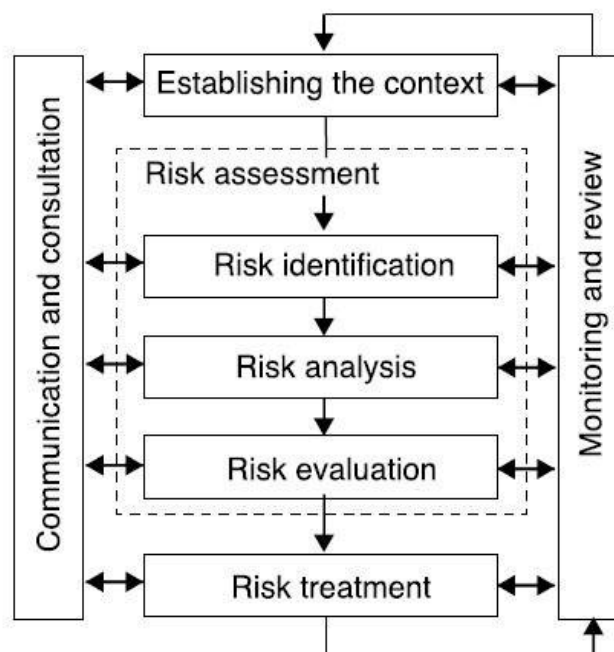 Establishing the context
Risk assessment
Risk identification
Risk analysis
Risk evaluation
Risk treatment
Communication and consultation
Monitoring and review